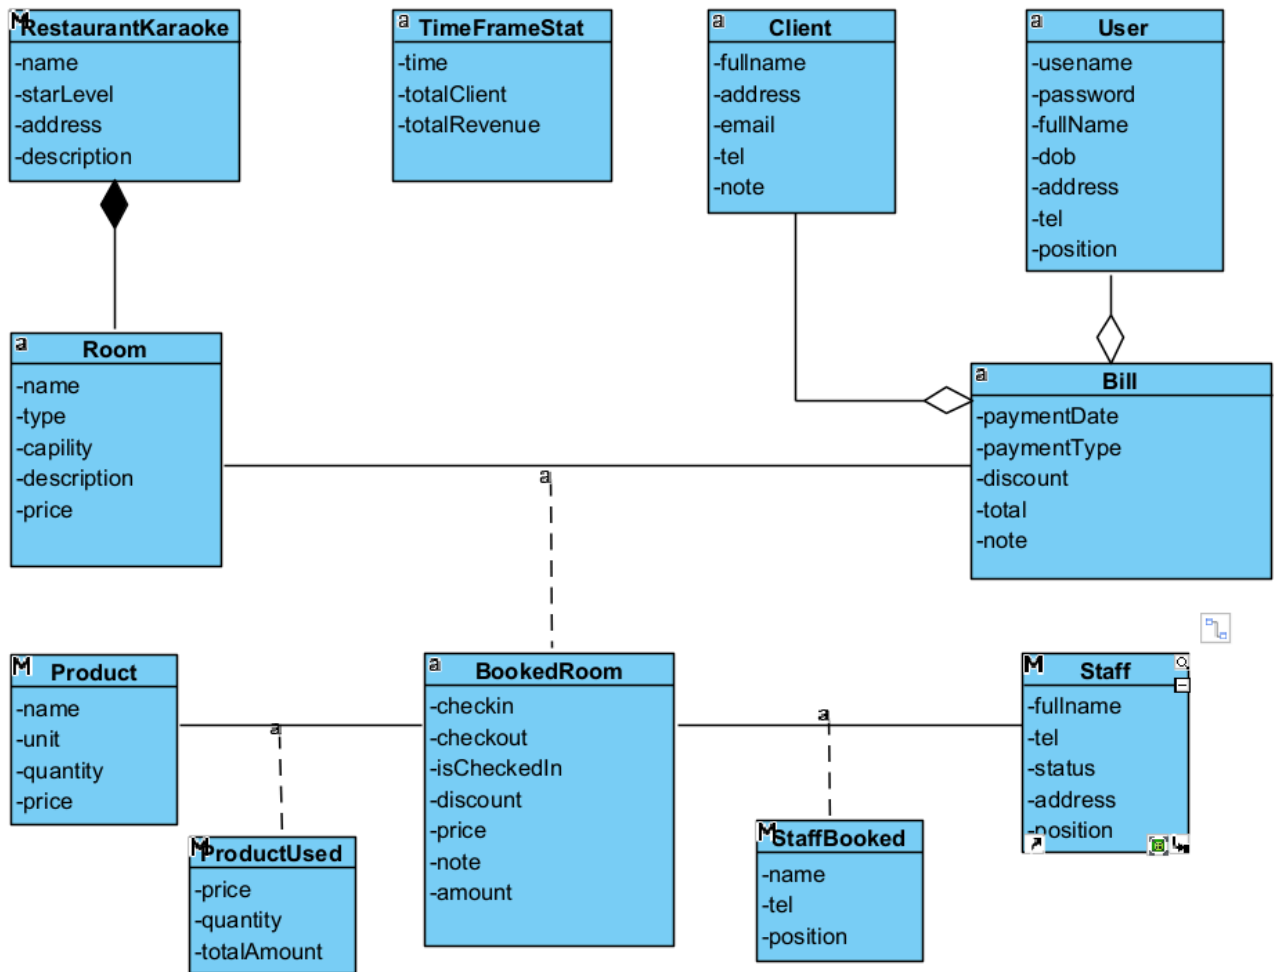 RestaurantKaraoke
-name
-starLevel
-address
-description
TimeFrameStat
-time
-totalClient
-totalRevenue
Client
-fullname
-address
-email
-tel
-note
User
-usename
-password
-fullName
-dob
-address
-tel
-position
Room
-name
-type
-capility
-description
-price
Bill
-paymentDate
-paymentType
-discount
-total
-note
Product
-name
-unit
-quantity
-price
BookedRoom
-checkin
-checkout
-isCheckedIn
-discount
-price
-note
-amount
Staff
-fullname
-tel
-status
-address
-position
ProductUsed
-price
-quantity
-totalAmount
StaffBooked
-name
-tel
-position